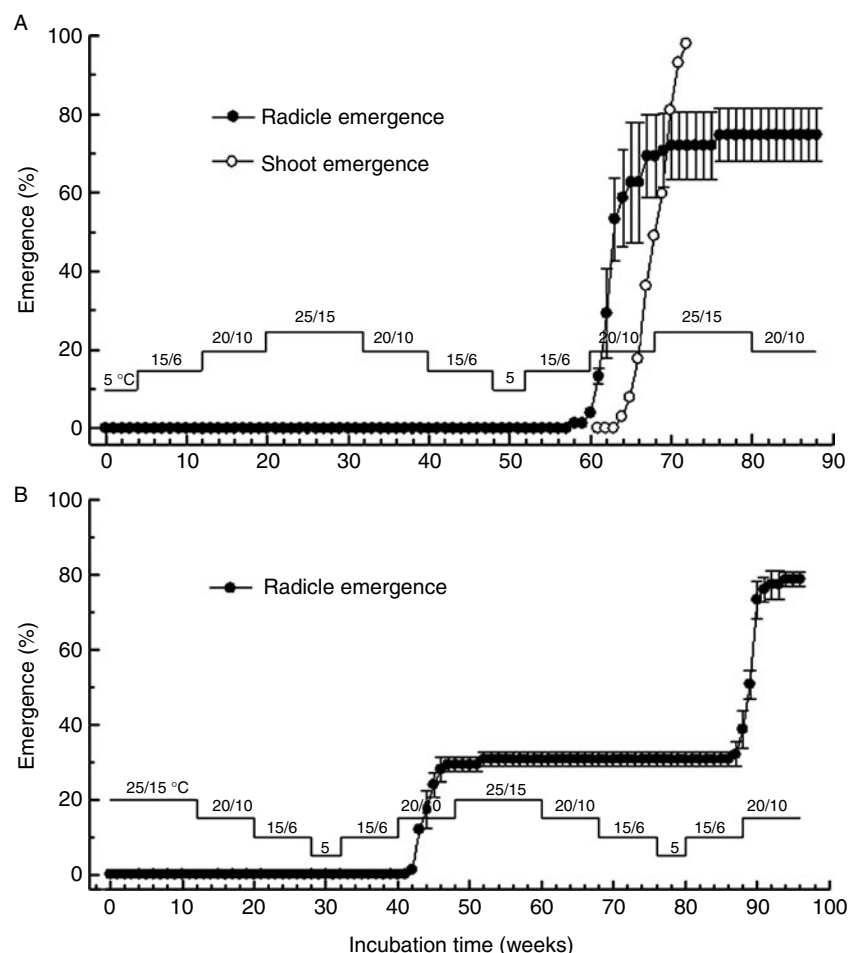 A
100
80
60
40
20
0
Emergence (%)
Radicle emergence
Shoot emergence
5 °C
15/6
20/10
25/15
20/10
15/6
5
15/6
20/10
25/15
20/10
0 10 20 30 40 50 60 70 80 90
B
100
80
60
40
20
0
Emergence (%)
Radicle emergence
25/15 °C
20/10
15/6
5
15/6
20/10
25/15
20/10
15/6
5
15/6
20/10
0 10 20 30 40 50 60 70 80 90 100
Incubation time (weeks)